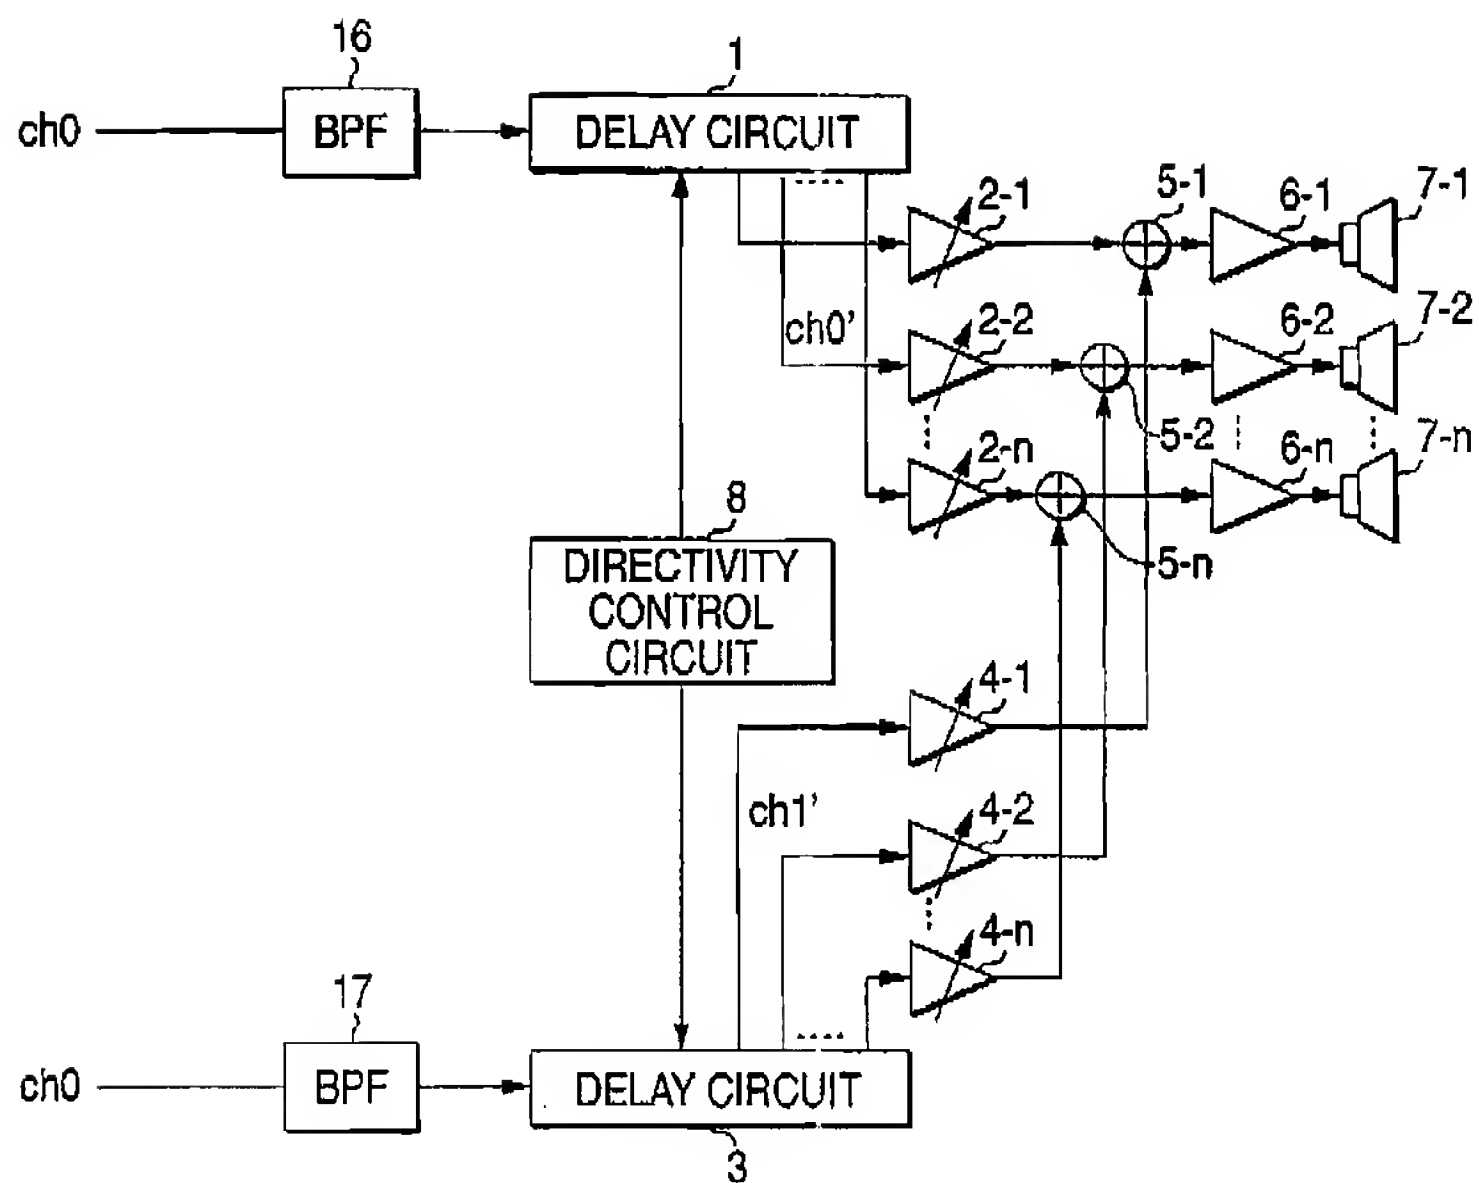 16
1
ch0
BPF
DELAY CIRCUIT
2-1
5-1
6-1
7-1
ch0’
2-2
6-2
7-2
5-2
2-n
6-n
7-n
8
5-n
DIRECTIVITY
CONTROL
CIRCUIT
4-1
ch1’
4-2
4-n
17
ch0
BPF
DELAY CIRCUIT
3